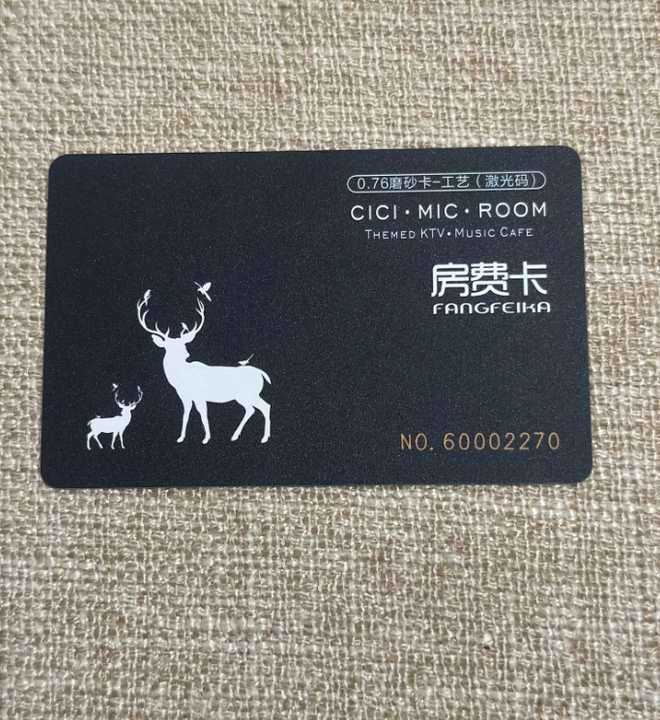 0.76磨砂卡-工艺（激光码）
CICI·MIC·ROOM
THEMED KTV·MUSIC CAFE
房费卡
FANGFEIKA
NO. 60002270